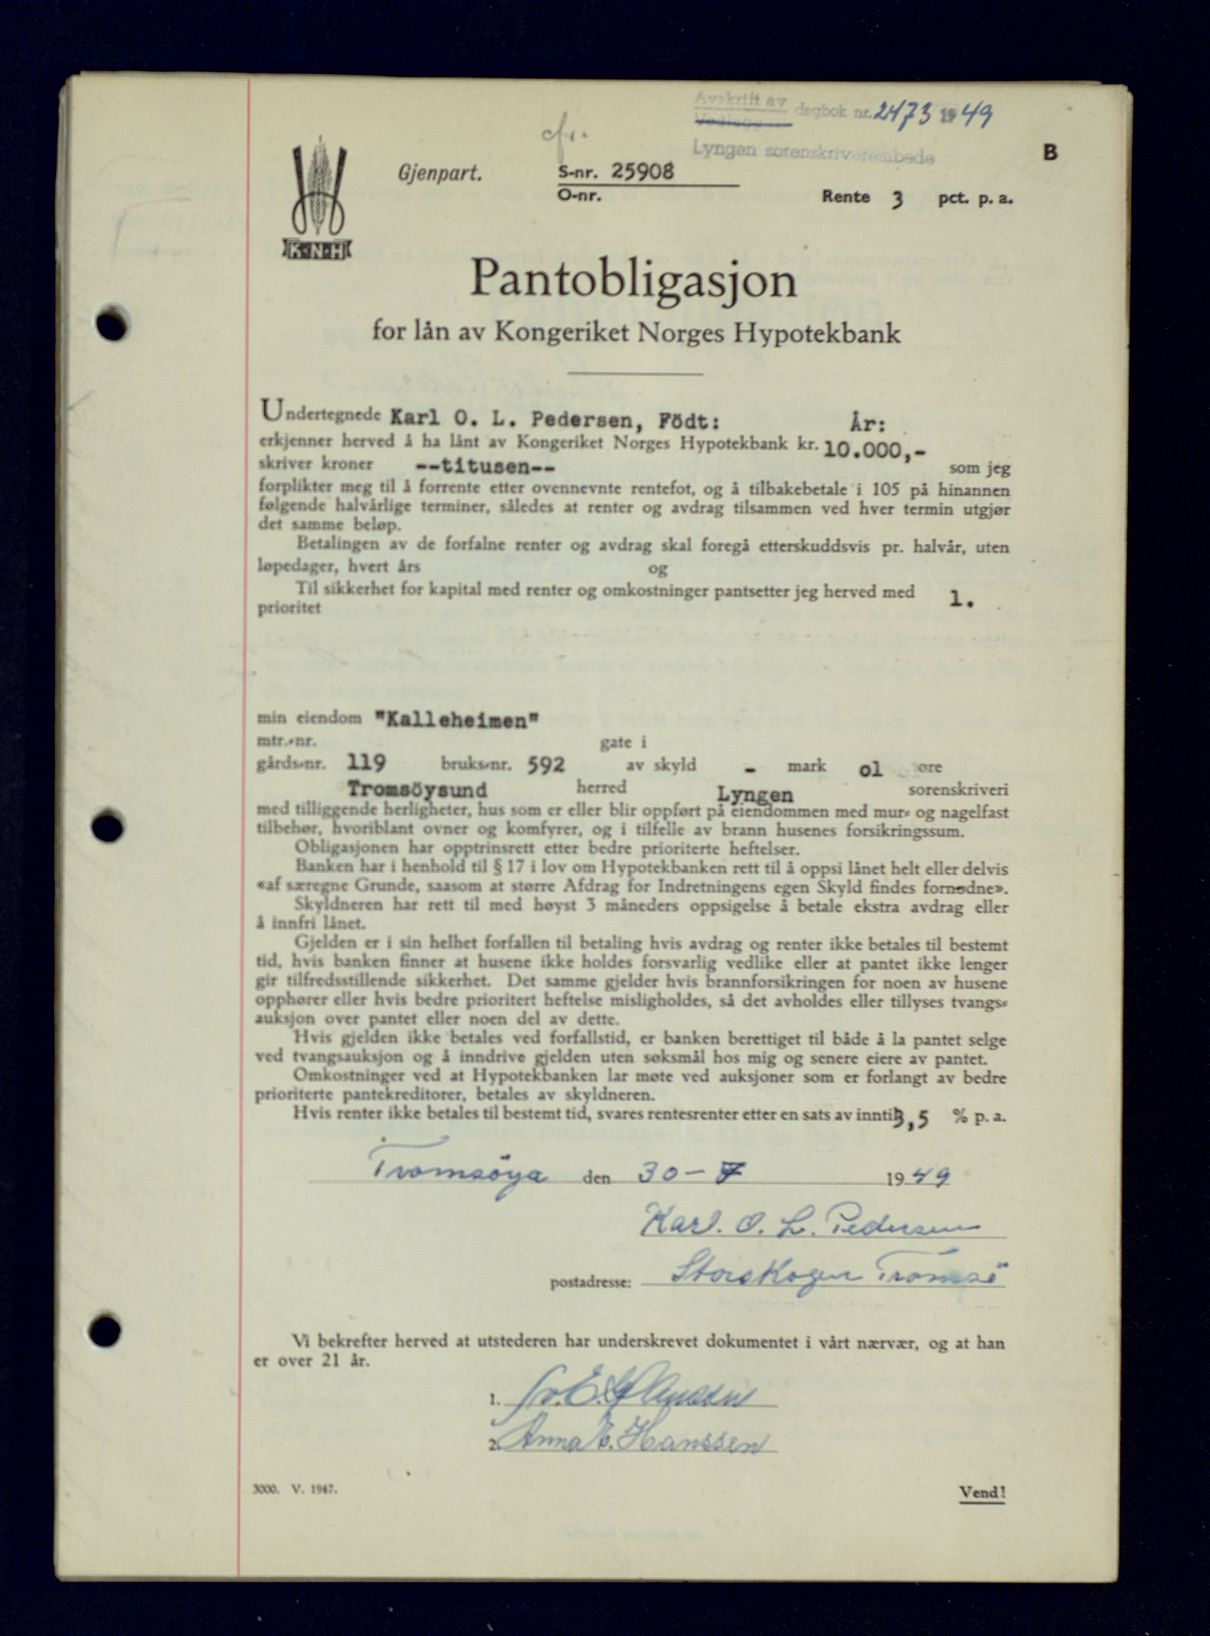 Avskrift av
Vedlegg
dagbok nr. 2473 1949
Lyngen sorenskriverembede
cfr.
B
Gjenpart.
S-nr. 25908
O-nr.
Rente 3 pct. p. a.
K·N·H
Pantobligasjon
for lån av Kongeriket Norges Hypotekbank
Undertegnede Karl O. L. Pedersen, Födt: År:
erkjenner herved å ha lånt av Kongeriket Norges Hypotekbank kr. 10.000,-
skriver kroner --titusen-- som jeg
forplikter meg til å forrente etter ovennevnte rentefot, og å tilbakebetale i 105 på hinannen
følgende halvårlige terminer, således at renter og avdrag tilsammen ved hver termin utgjør
det samme beløp.
Betalingen av de forfalne renter og avdrag skal foregå etterskuddsvis pr. halvår, uten
løpedager, hvert års og
Til sikkerhet for kapital med renter og omkostninger pantsetter jeg herved med 1.
prioritet
min eiendom "Kalleheimen"
mtr.-nr. gate i
gårds-nr. 119 bruks-nr. 592 av skyld - mark 01 øre
Tromsöysund herred Lyngen sorenskriveri
med tilliggende herligheter, hus som er eller blir oppført på eiendommen med mur- og nagelfast
tilbehør, hvoriblant ovner og komfyrer, og i tilfelle av brann husenes forsikringssum.
Obligasjonen har opptrinsrett etter bedre prioriterte heftelser.
Banken har i henhold til § 17 i lov om Hypotekbanken rett til å oppsi lånet helt eller delvis
«af særegne Grunde, saasom at større Afdrag for Indretningens egen Skyld findes fornødne».
Skyldneren har rett til med høyst 3 måneders oppsigelse å betale ekstra avdrag eller
å innfri lånet.
Gjelden er i sin helhet forfallen til betaling hvis avdrag og renter ikke betales til bestemt
tid, hvis banken finner at husene ikke holdes forsvarlig vedlike eller at pantet ikke lenger
gir tilfredsstillende sikkerhet. Det samme gjelder hvis brannforsikringen for noen av husene
opphører eller hvis bedre prioritert heftelse misligholdes, så det avholdes eller tillyses tvangs-
auksjon over pantet eller noen del av dette.
Hvis gjelden ikke betales ved forfallstid, er banken berettiget til både å la pantet selge
ved tvangsauksjon og å inndrive gjelden uten søksmål hos mig og senere eiere av pantet.
Omkostninger ved at Hypotekbanken lar møte ved auksjoner som er forlangt av bedre
prioriterte pantekreditorer, betales av skyldneren.
Hvis renter ikke betales til bestemt tid, svares rentesrenter etter en sats av inntil 3,5 % p. a.
Tromsöya den 30-7 1949
Karl. O. L. Pedersen
postadresse: Storskogen Tromsö
Vi bekrefter herved at utstederen har underskrevet dokumentet i vårt nærvær, og at han
er over 21 år.
1.
2. Anna E. Hanssen
3000. V. 1947.
Vend!